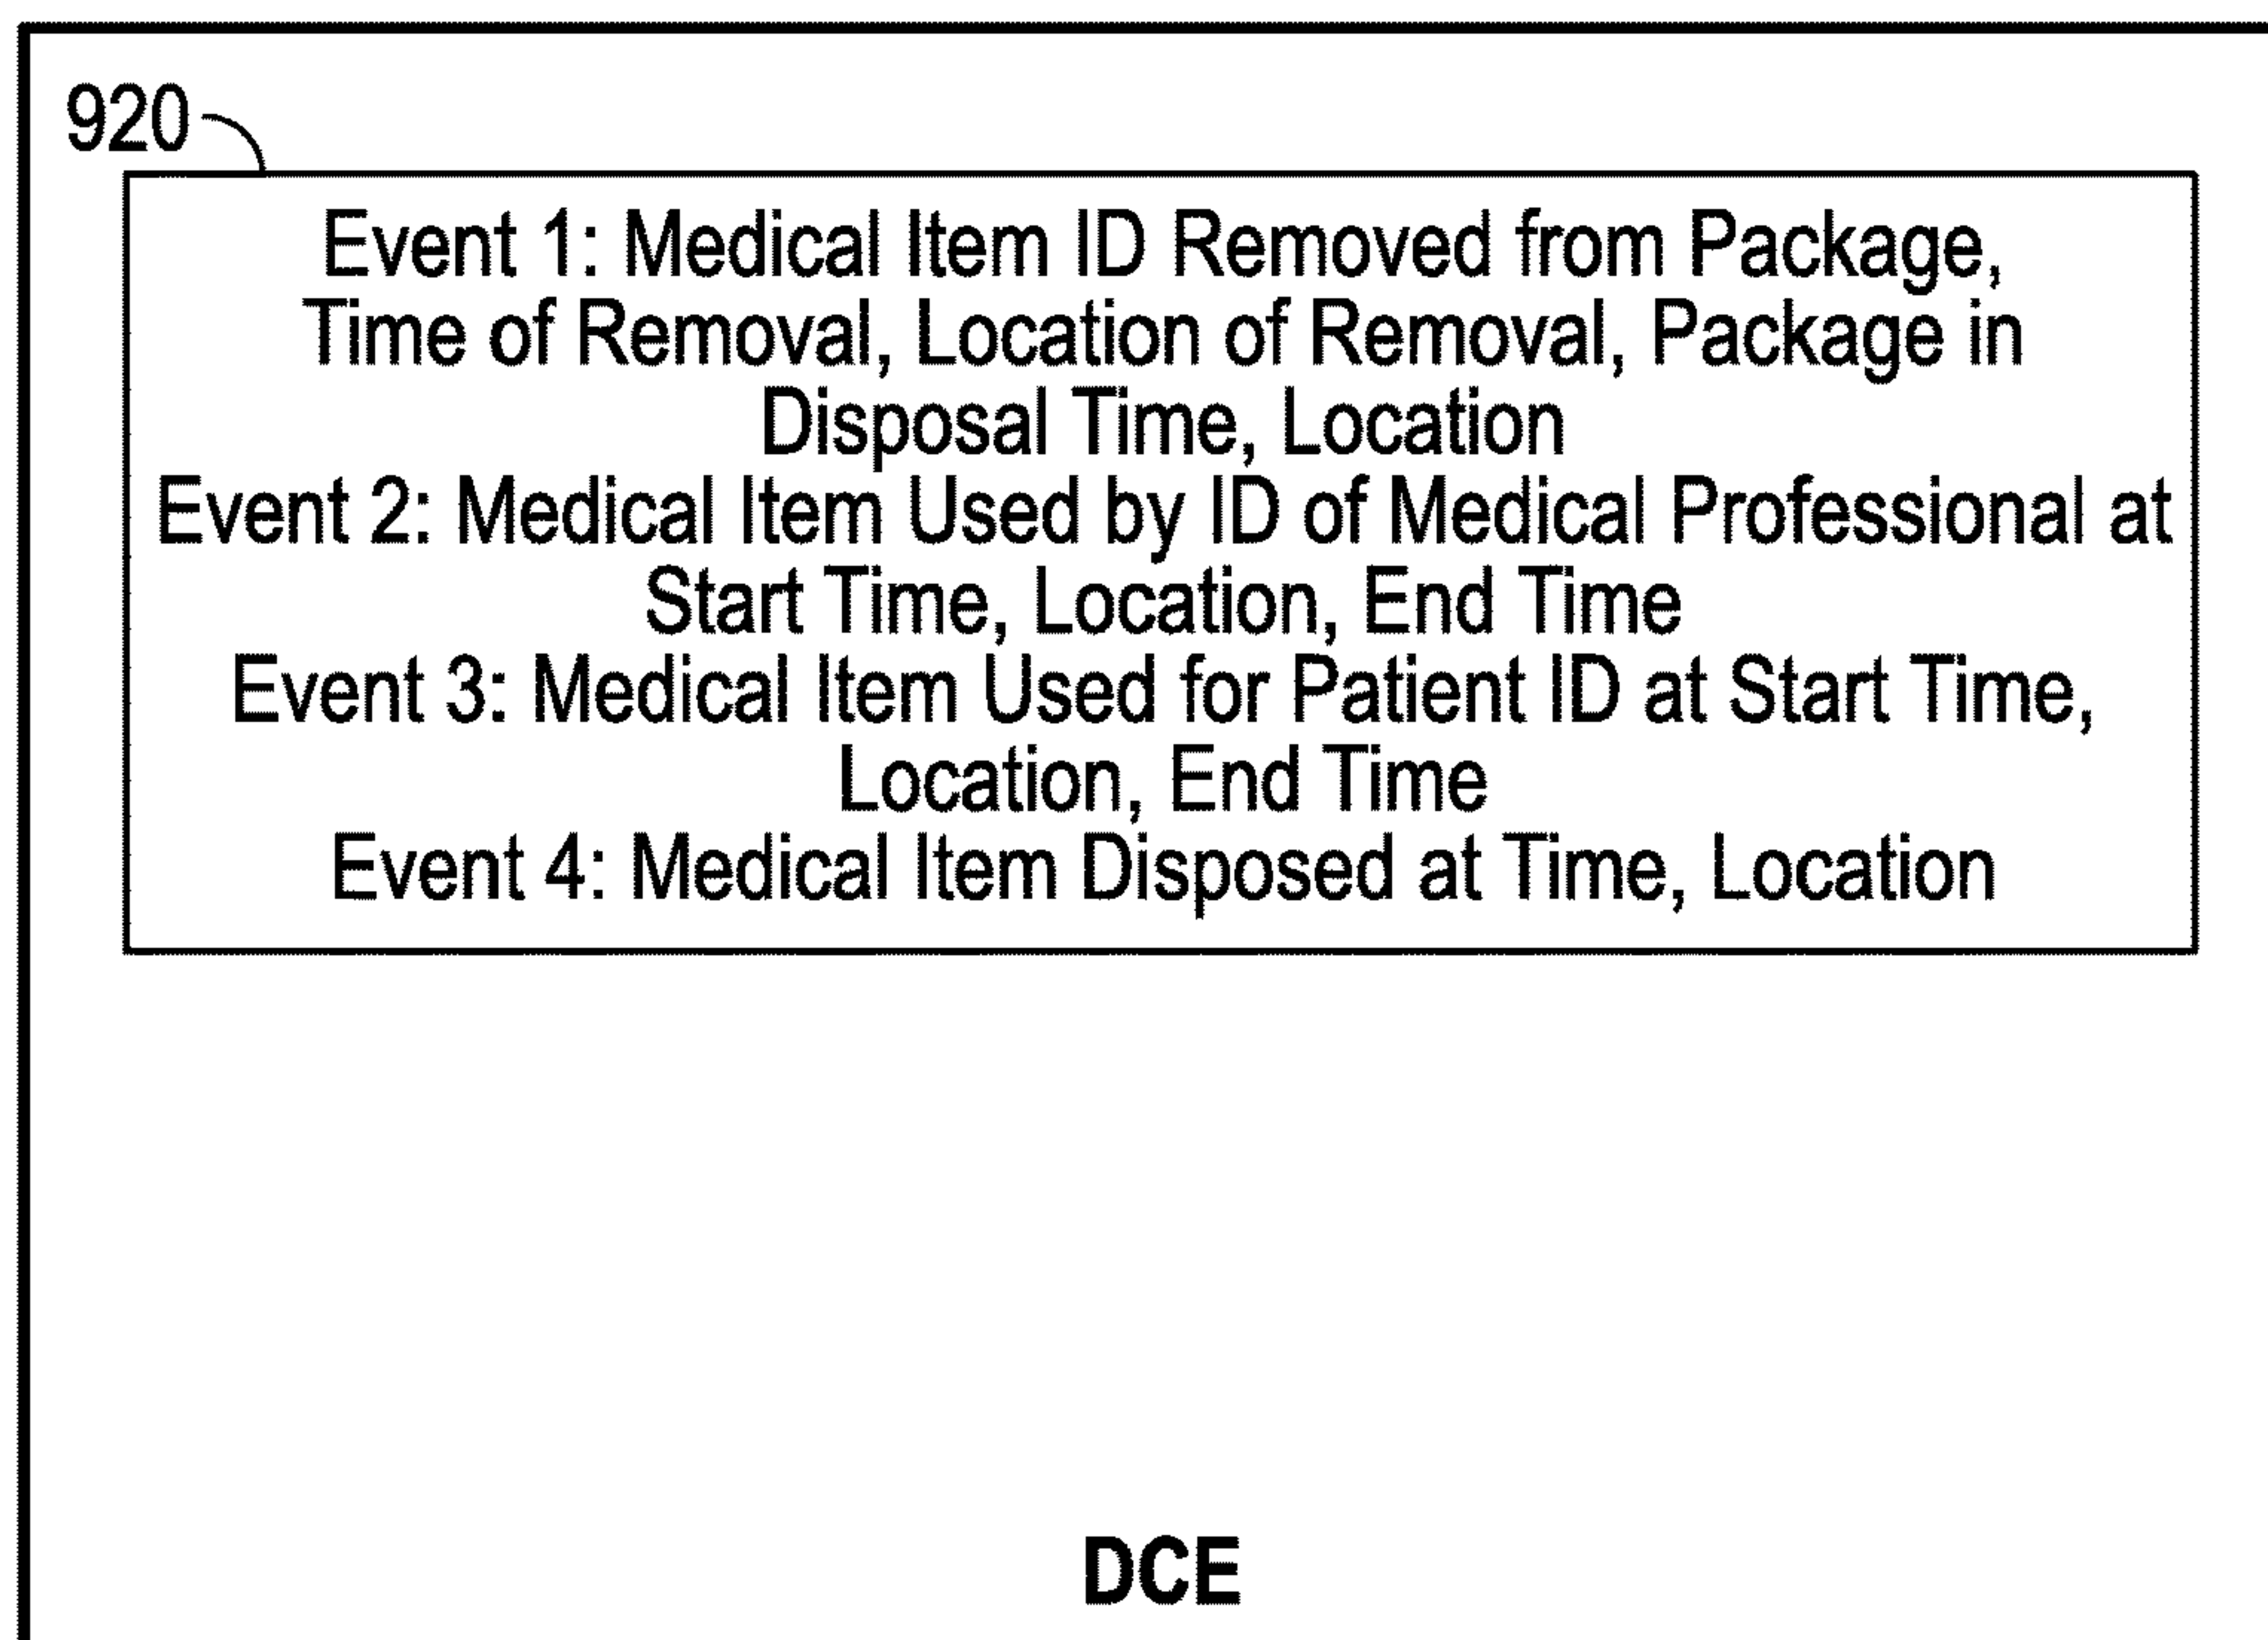 920
Event 1: Medical Item ID Removed from Package,
Time of Removal, Location of Removal, Package in
Disposal Time, Location
Event 2: Medical Item Used by ID of Medical Professional at
Start Time, Location, End Time
Event 3: Medical Item Used for Patient ID at Start Time,
Location, End Time
Event 4: Medical Item Disposed at Time, Location
DCE